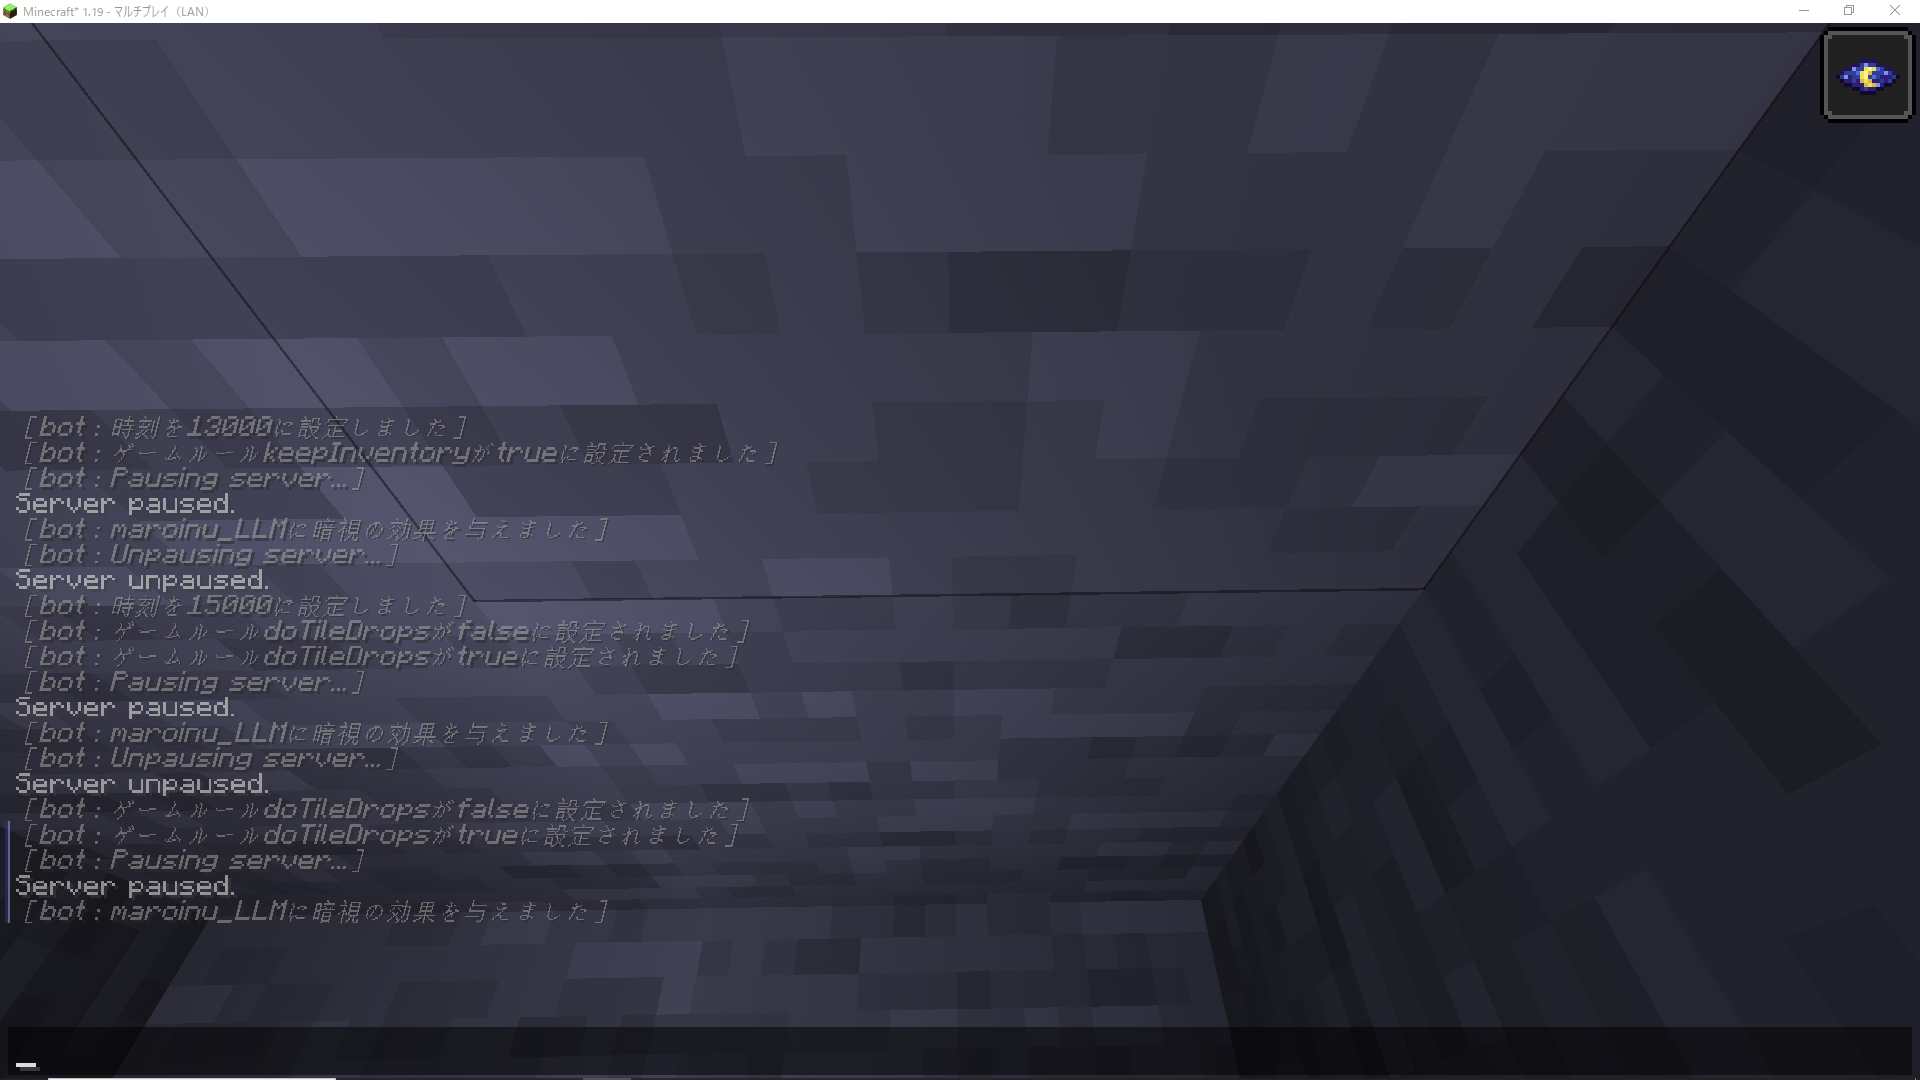 Minecraft* 1.19 - マルチプレイ (LAN)
[bot: 時刻を13000に設定しました]
[bot: ゲームルールkeepInventoryがtrueに設定されました]
[bot: Pausing server...]
Server paused.
[bot: maroinu_LLMに暗視の効果を与えました]
[bot: Unpausing server...]
Server unpaused.
[bot: 時刻を15000に設定しました]
[bot: ゲームルールdoTileDropsがfalseに設定されました]
[bot: ゲームルールdoTileDropsがtrueに設定されました]
[bot: Pausing server...]
Server paused.
[bot: maroinu_LLMに暗視の効果を与えました]
[bot: Unpausing server...]
Server unpaused.
[bot: ゲームルールdoTileDropsがfalseに設定されました]
[bot: ゲームルールdoTileDropsがtrueに設定されました]
[bot: Pausing server...]
Server paused.
[bot: maroinu_LLMに暗視の効果を与えました]